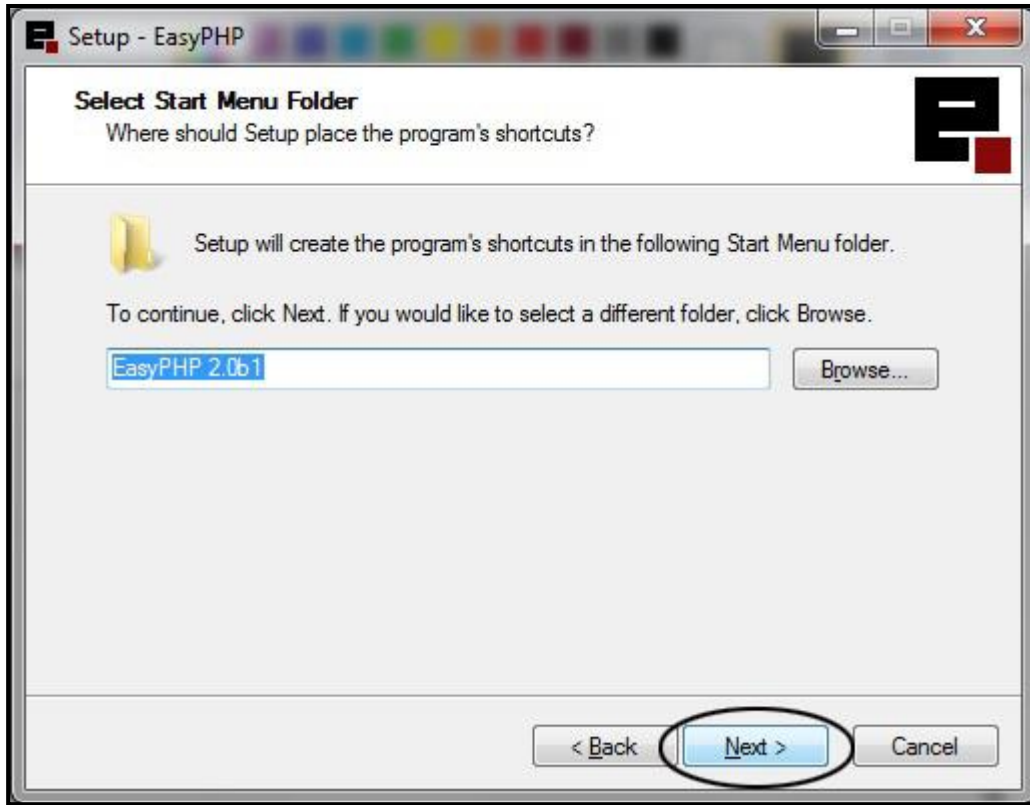 Setup - EasyPHP
Select Start Menu Folder
Where should Setup place the program's shortcuts?
Setup will create the program's shortcuts in the following Start Menu folder.
To continue, click Next. If you would like to select a different folder, click Browse.
EasyPHP 2.0b1
Browse...
< Back
Next >
Cancel